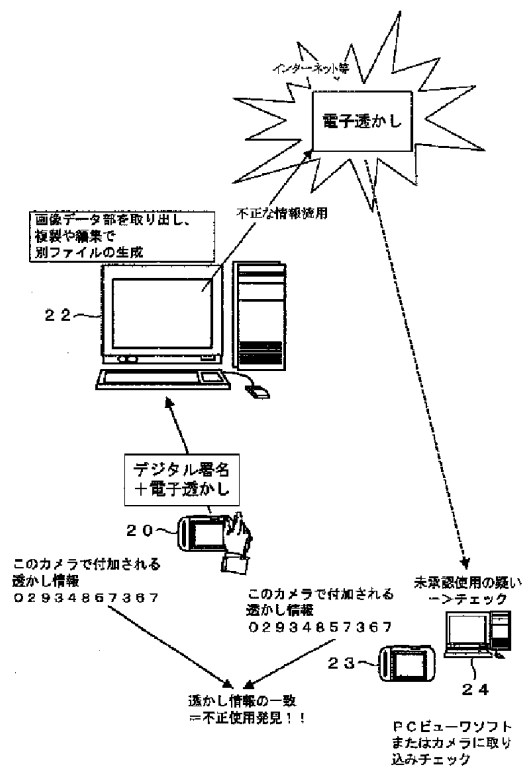 インターネット等
電子透かし
不正な情報流用
画像データ部を取り出し、
複製や編集で
別ファイルの生成
22
デジタル署名
+電子透かし
20
このカメラで付加される
透かし情報
02934867367
このカメラで付加される
透かし情報
02934857367
未承認使用の疑い
ー>チェック
23
24
透かし情報の一致
=不正使用発見!!
PCビューワソフト
またはカメラに取り
込みチェック